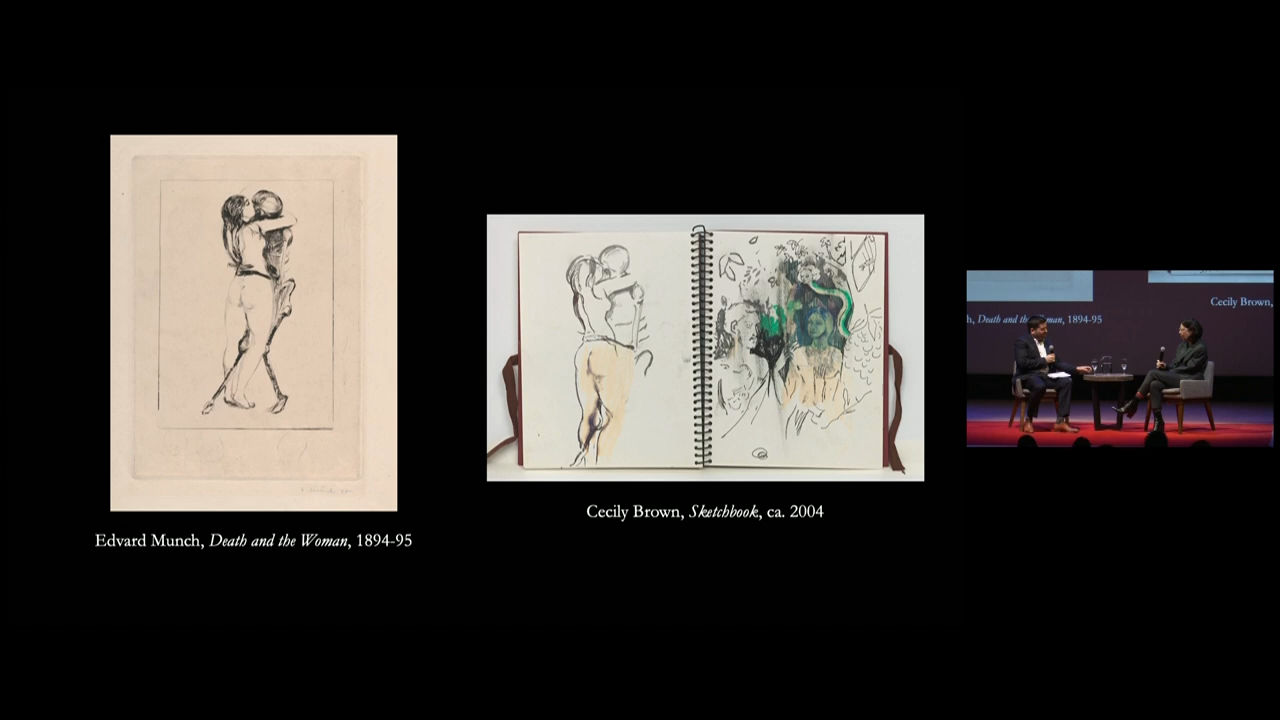 Edvard Munch, Death and the Woman, 1894-95
Cecily Brown, Sketchbook, ca. 2004
Cecily Brown,
h, Death and the Woman, 1894-95